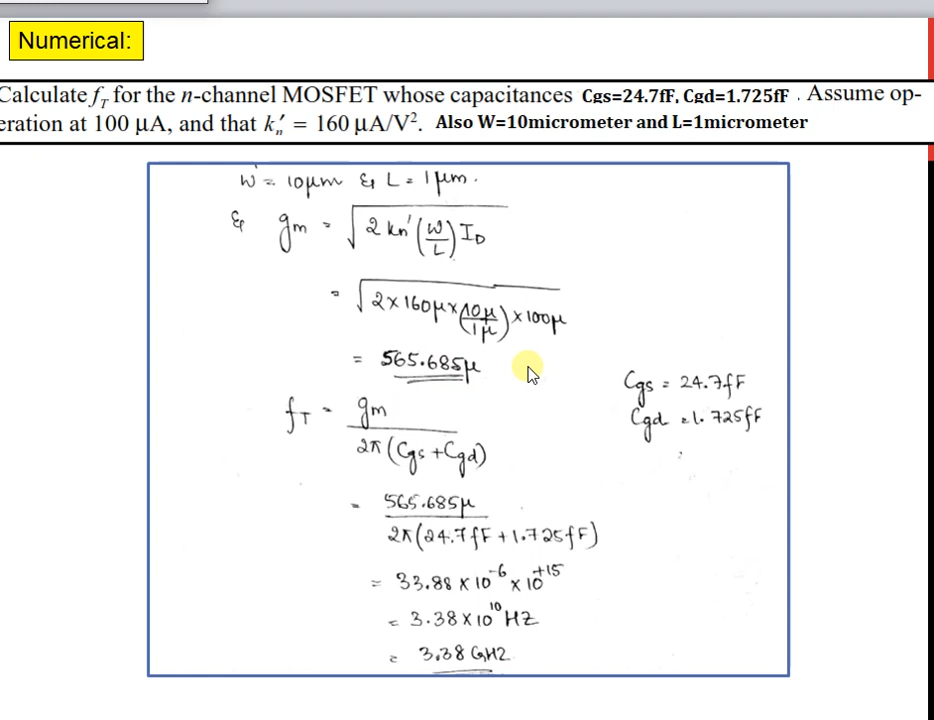 Numerical:
Calculate f_T for the n-channel MOSFET whose capacitances Cgs=24.7fF, Cgd=1.725fF . Assume op-
eration at 100 µA, and that k'_n = 160 µA/V². Also W=10micrometer and L=1micrometer
W = 10µm & L = 1µm.
& gm = √(2 kn' (W/L) I_D)
= √(2 × 160µ × (10µ/1µ) × 100µ)
= 565.685µ
Cgs = 24.7fF
Cgd = 1.725fF
f_T = gm / 2π (Cgs + Cgd)
= 565.685µ / 2π (24.7fF + 1.725fF)
= 33.88 × 10^-6 × 10^+15
= 3.38 × 10^10 HZ
= 3.38 GHZ.